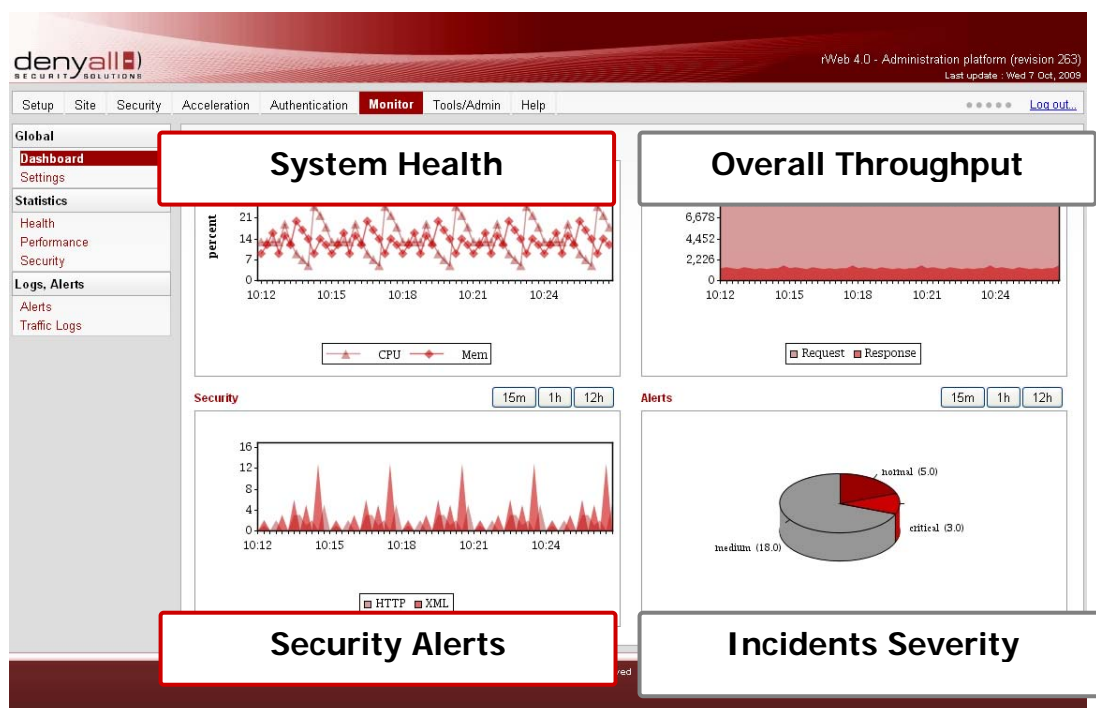 denyall
SECURITY SOLUTIONS
rWeb 4.0 - Administration platform (revision 263)
Last update : Wed 7 Oct, 2009
Setup Site Security Acceleration Authentication Monitor Tools/Admin Help
Log out...
Global
Dashboard
Settings
Statistics
Health
Performance
Security
Logs, Alerts
Alerts
Traffic Logs
System Health
percent
21
14
7
0
10:12 10:15 10:18 10:21 10:24
CPU Mem
Overall Throughput
6,678
4,452
2,226
0
10:12 10:15 10:18 10:21 10:24
Request Response
Security
15m 1h 12h
16
12
8
4
0
10:12 10:15 10:18 10:21 10:24
HTTP XML
Security Alerts
Alerts
15m 1h 12h
normal (5.0)
critical (3.0)
medium (18.0)
Incidents Severity